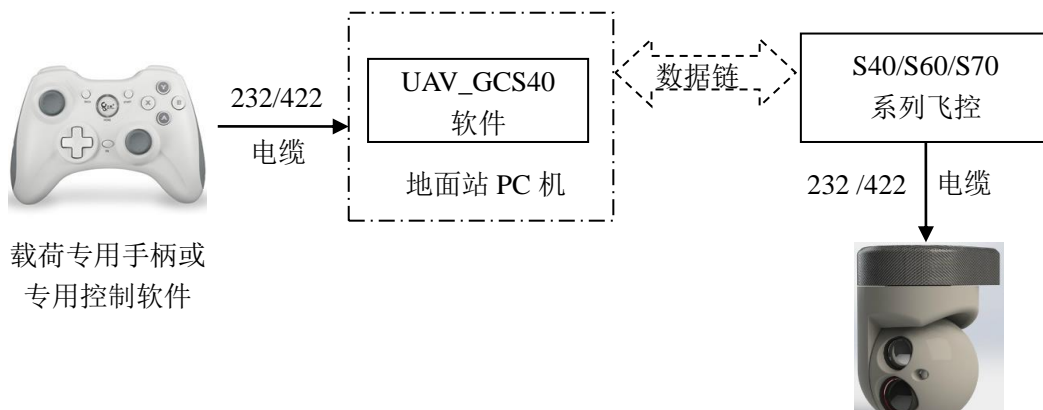 232/422
电缆
UAV_GCS40
软件
地面站 PC 机
数据链
S40/S60/S70
系列飞控
232 /422
电缆
载荷专用手柄或
专用控制软件